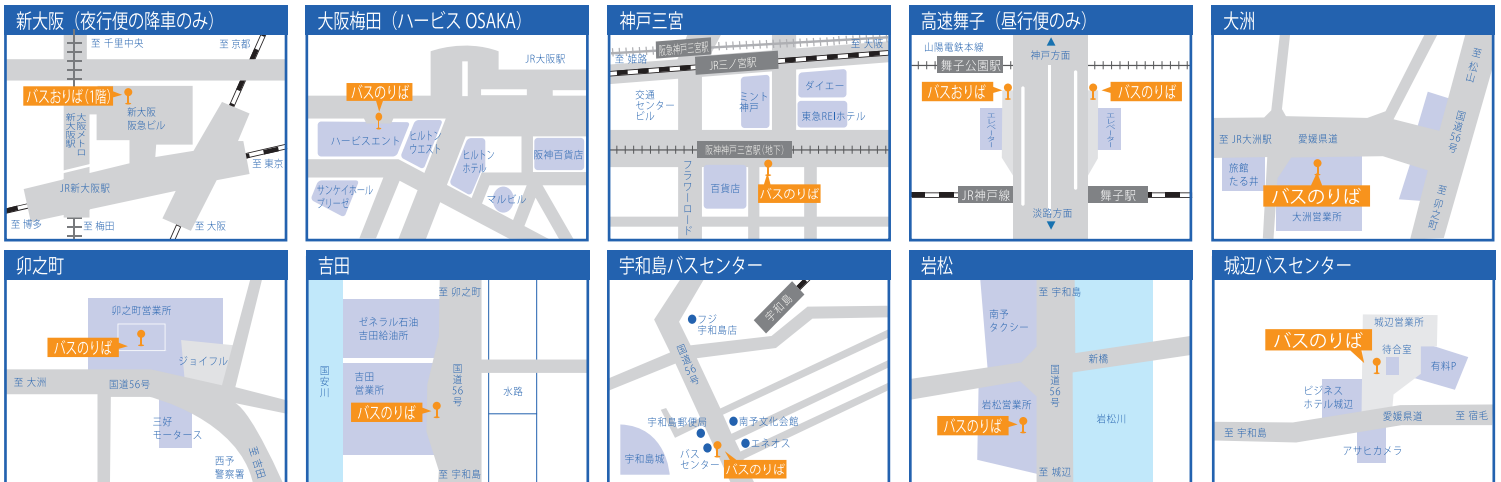 新大阪（夜行便の降車のみ）
至 千里中央
至 京都
バスおりば(1階)
新大阪
阪急ビル
大阪メトロ
新大阪駅
至 東京
JR新大阪駅
至 博多
至 梅田
至 大阪
大阪梅田（ハービス OSAKA）
JR大阪駅
バスのりば
ハービスエント
ヒルトン
ウエスト
ヒルトン
ホテル
阪神百貨店
サンケイホール
ブリーゼ
マルビル
神戸三宮
阪急神戸三宮駅
至 大阪
至 姫路
JR三ノ宮駅
交通
センター
ビル
ミント
神戸
ダイエー
東急REIホテル
阪神神戸三宮駅(地下)
フラワーロード
百貨店
バスのりば
高速舞子（昼行便のみ）
山陽電鉄本線
神戸方面
舞子公園駅
バスおりば
バスのりば
エレベーター
エレベーター
JR神戸線
舞子駅
淡路方面
大洲
至 松山
国道56号
至 JR大洲駅
愛媛県道
旅館
たる井
バスのりば
大洲営業所
至 卯之町
卯之町
卯之町営業所
バスのりば
ジョイフル
至 大洲
国道56号
三好
モータース
西予
警察署
至 吉田
吉田
至 卯之町
ゼネラル石油
吉田給油所
国安川
国道56号
水路
吉田
営業所
バスのりば
至 宇和島
宇和島バスセンター
宇和島
フジ
宇和島店
国道56号
宇和島郵便局
南予文化会館
エネオス
宇和島城
バス
センター
バスのりば
岩松
至 宇和島
南予
タクシー
新橋
国道56号
岩松営業所
バスのりば
岩松川
至 城辺
城辺バスセンター
城辺営業所
バスのりば
待合室
有料P
ビジネス
ホテル城辺
愛媛県道
至 宿毛
至 宇和島
アサヒカメラ